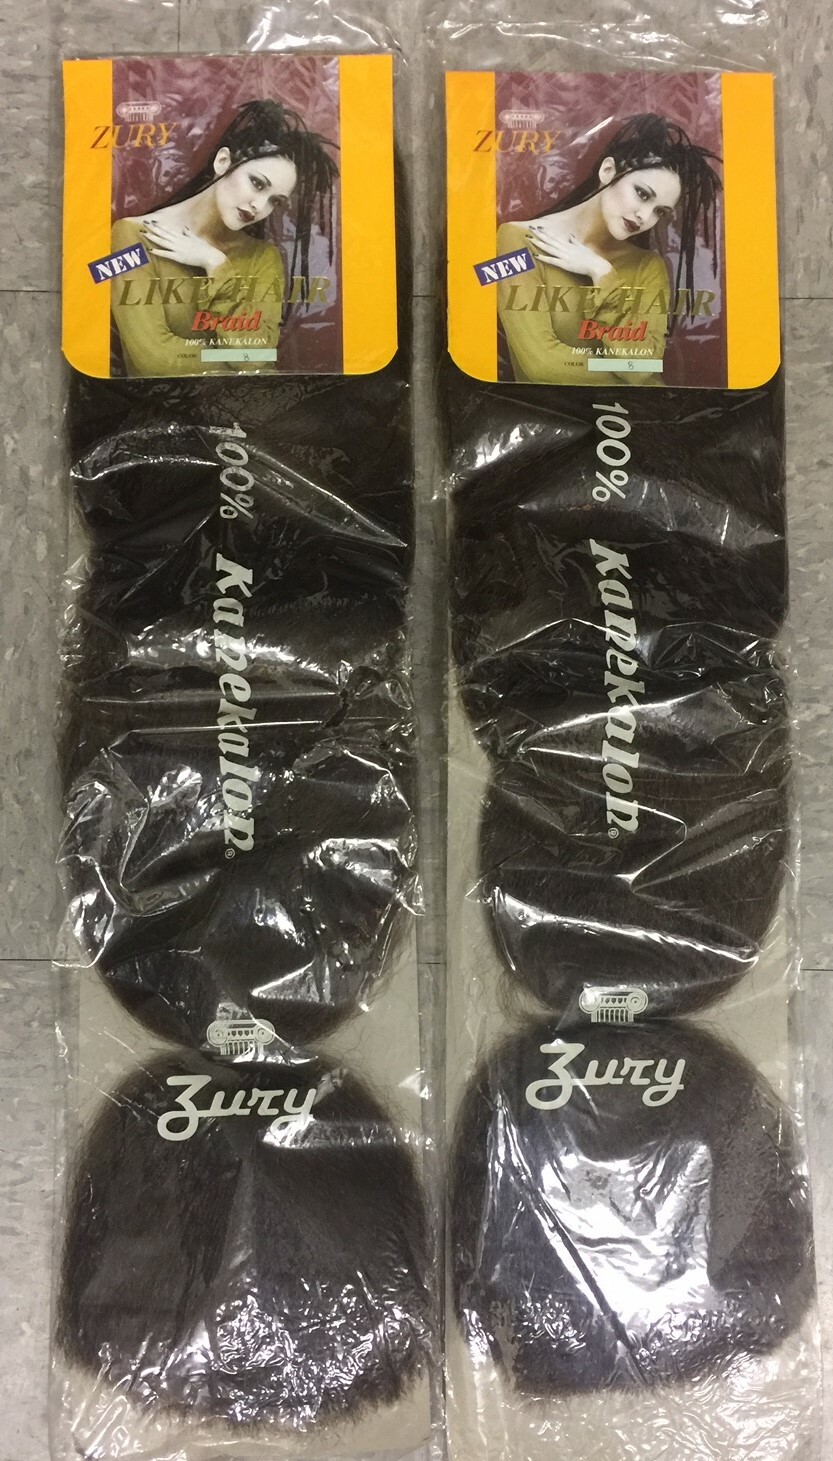 ZURY
NEW
LIKE HAIR
Braid
100% KANEKALON
COLOR 8
100% Kanekalon®
Zury
ZURY
NEW
LIKE HAIR
Braid
100% KANEKALON
COLOR 8
100% Kanekalon®
Zury